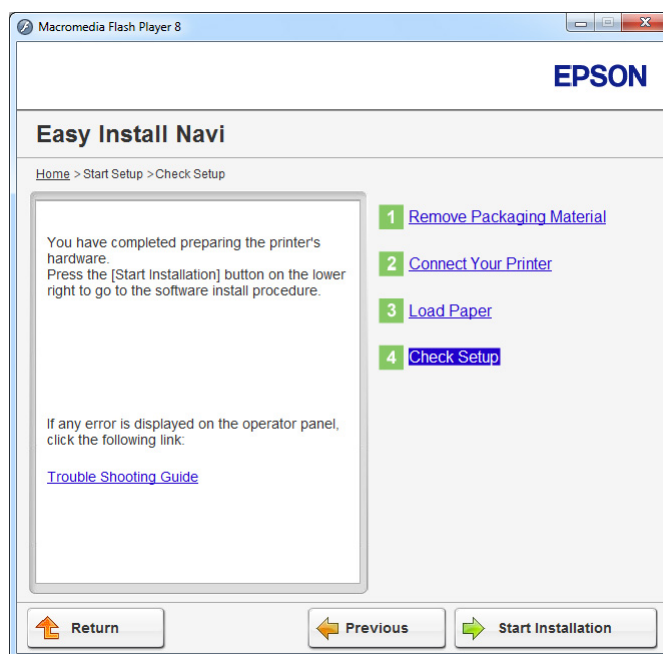 Macromedia Flash Player 8
EPSON
Easy Install Navi
Home > Start Setup >Check Setup
You have completed preparing the printer's
hardware.
Press the [Start Installation] button on the lower
right to go to the software install procedure.
If any error is displayed on the operator panel,
click the following link:
Trouble Shooting Guide
1 Remove Packaging Material
2 Connect Your Printer
3 Load Paper
4 Check Setup
Return
Previous
Start Installation